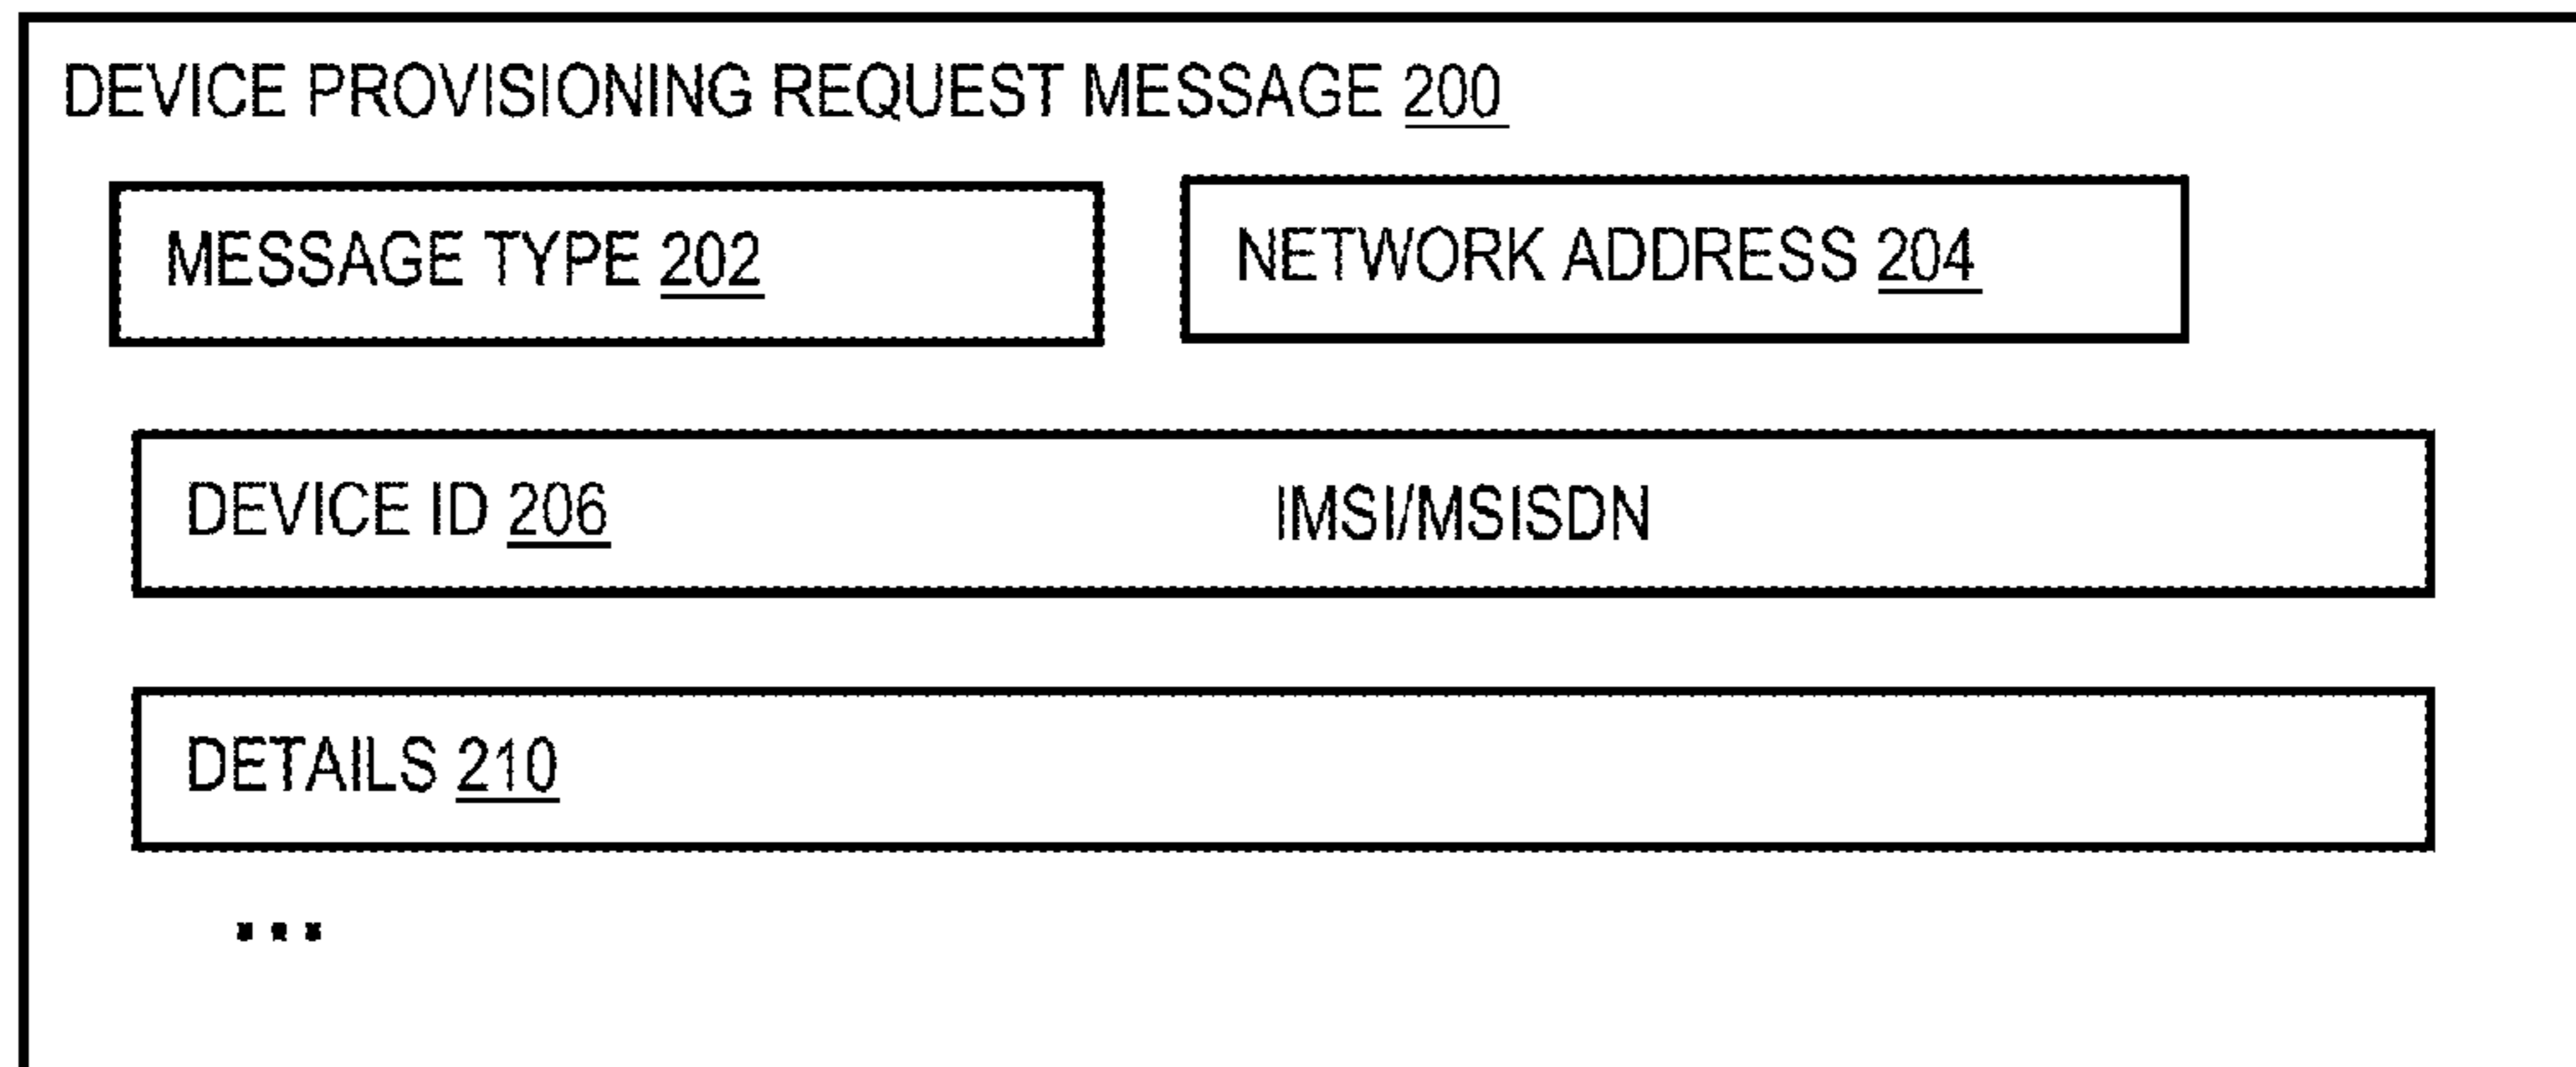 DEVICE PROVISIONING REQUEST MESSAGE 200
MESSAGE TYPE 202 NETWORK ADDRESS 204
DEVICE ID 206 IMSI/MSISDN
DETAILS 210
...